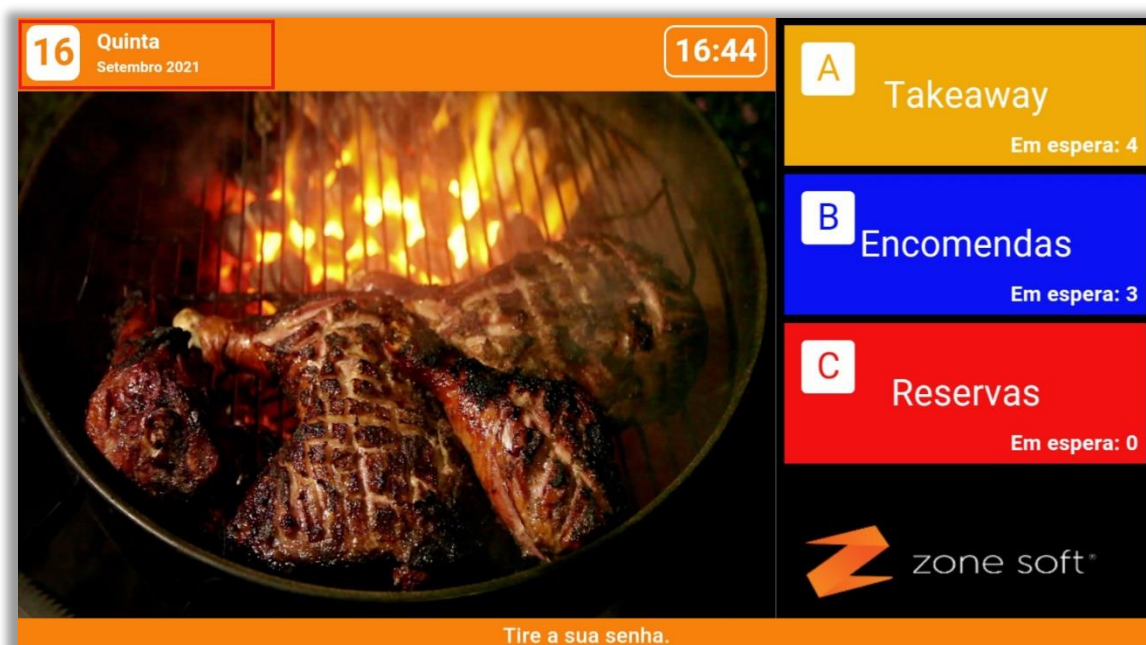 16
Quinta
Setembro 2021
16:44
A
Takeaway
Em espera: 4
B
Encomendas
Em espera: 3
C
Reservas
Em espera: 0
zone soft®
Tire a sua senha.